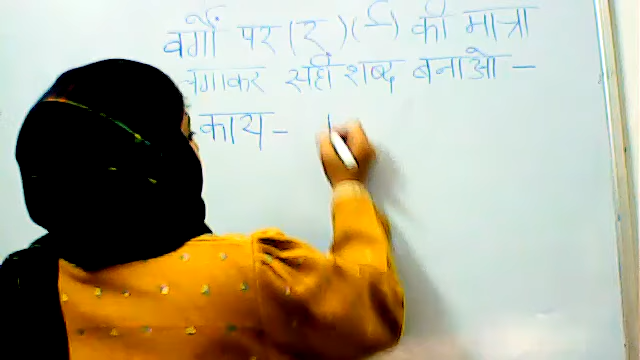 वर्गों पर (र्) (र्‍) की मात्रा
लगाकर सही शब्द बनाओ –
काय –